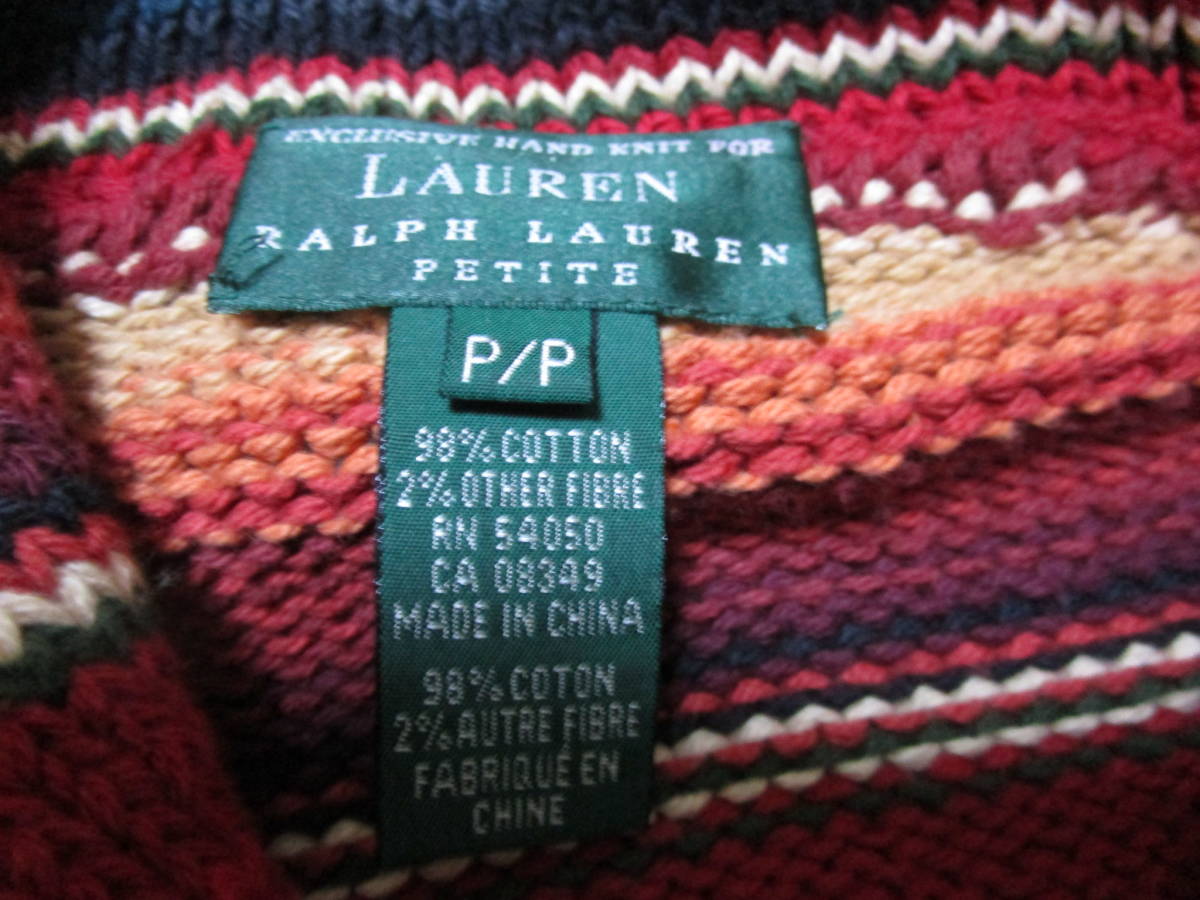 EXCLUSIVE HAND KNIT FOR
LAUREN
RALPH LAUREN
PETITE
P/P
98% COTTON
2% OTHER FIBRE
RN 54050
CA 08349
MADE IN CHINA
98% COTON
2% AUTRE FIBRE
FABRIQUÉ EN
CHINE